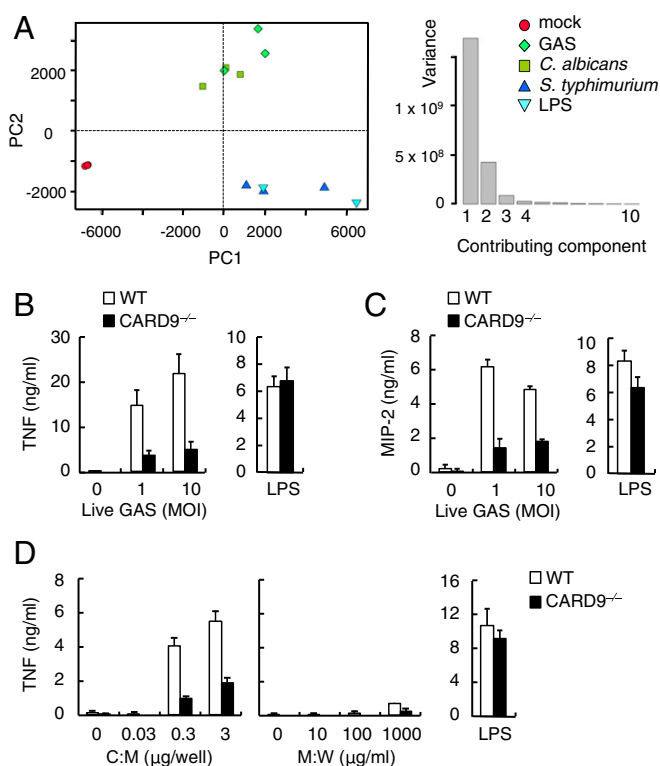 A
PC2
2000
0
-2000
-6000
-2000
0
2000
6000
PC1
mock
GAS
C. albicans
S. typhimurium
LPS
Variance
1 x 10⁹
5 x 10⁸
1 2 3 4 10
Contributing component
B
WT
CARD9⁻/⁻
TNF (ng/ml)
30
20
10
0
0 1 10
Live GAS (MOI)
10
8
6
4
2
0
LPS
C
WT
CARD9⁻/⁻
MIP-2 (ng/ml)
8
6
4
2
0
0 1 10
Live GAS (MOI)
10
8
6
4
2
0
LPS
D
TNF (ng/ml)
8
6
4
2
0
0 0.03 0.3 3
C:M (µg/well)
0 10 100 1000
M:W (µg/ml)
16
12
8
4
0
LPS
WT
CARD9⁻/⁻